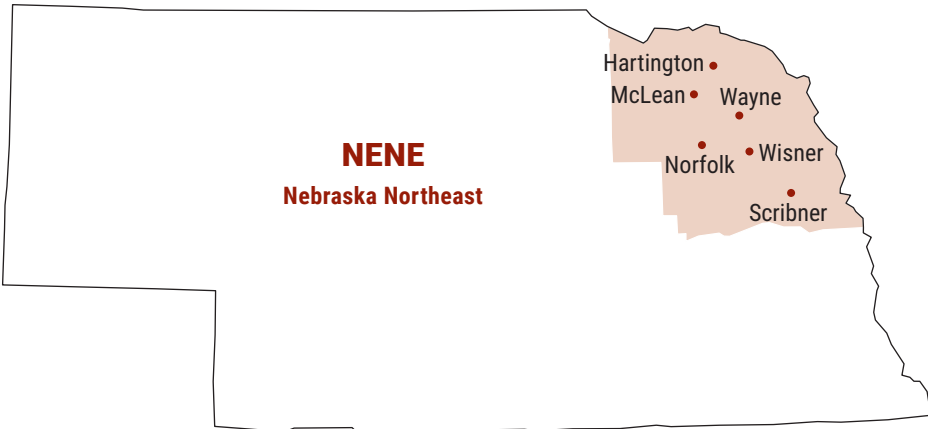 Hartington
McLean
Wayne
NENE
Nebraska Northeast
Norfolk
Wisner
Scribner